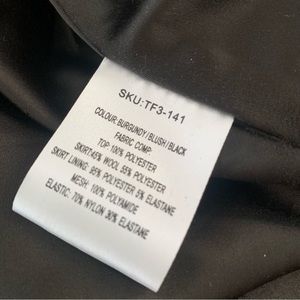 SKU:TF3-141
COLOUR:BURGUNDY/BLUSH/BLACK
FABRIC COMP:
TOP: 100% POLYESTER
SKIRT:45% WOOL 55% POLYESTER
SKIRT LINING: 95% POLYESTER 5% ELASTANE
MESH: 100% POLYAMIDE
ELASTIC: 70% NYLON 30% ELASTANE